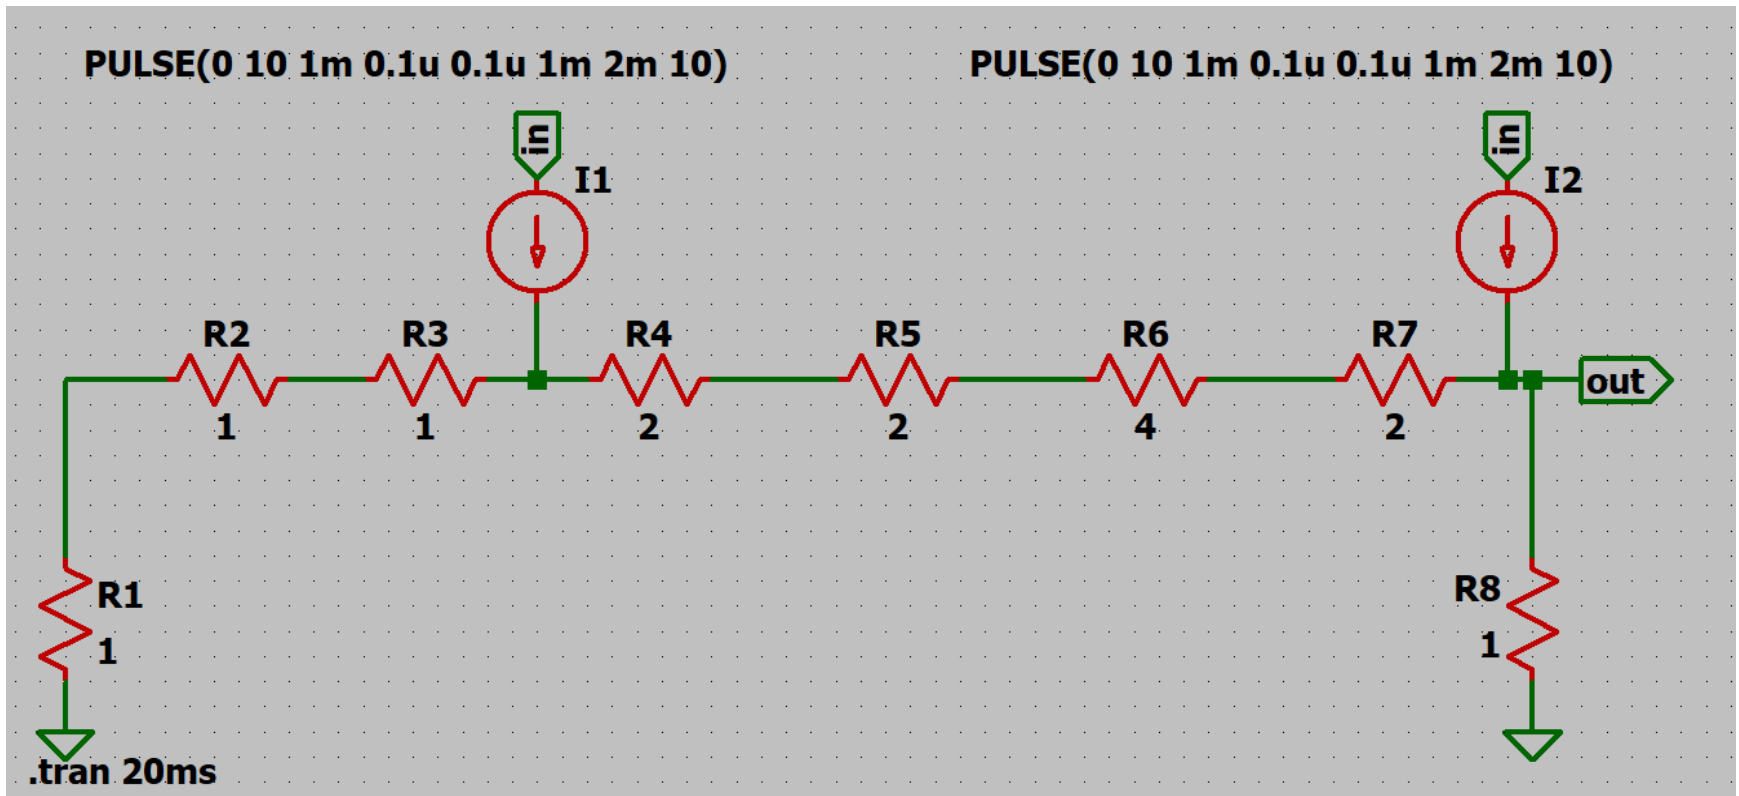 PULSE(0 10 1m 0.1u 0.1u 1m 2m 10)
PULSE(0 10 1m 0.1u 0.1u 1m 2m 10)
in
in
I1
I2
R2
R3
R4
R5
R6
R7
out
1
1
2
2
4
2
R1
R8
1
1
.tran 20ms